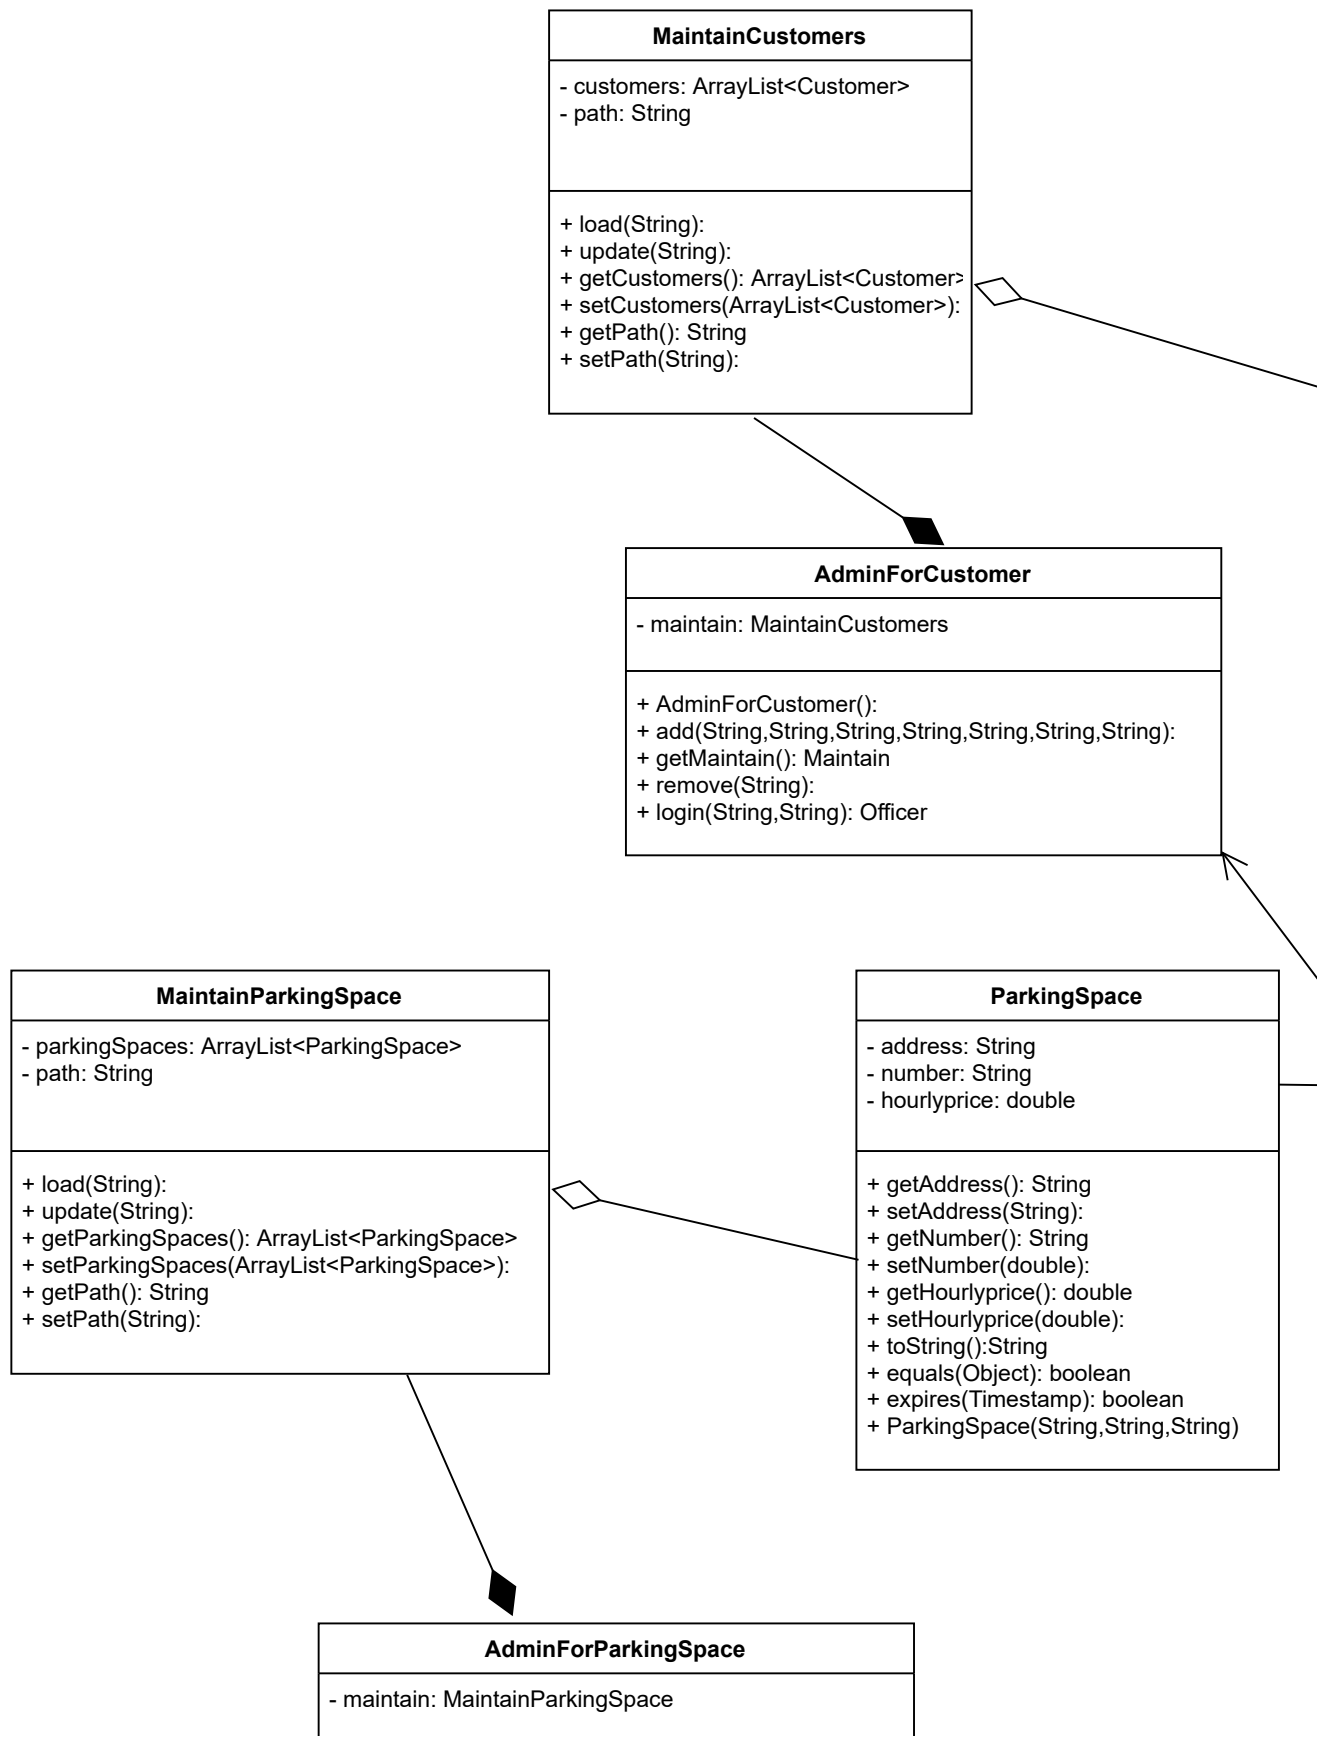 MaintainCustomers
- customers: ArrayList<Customer>
- path: String
+ load(String):
+ update(String):
+ getCustomers(): ArrayList<Customer>
+ setCustomers(ArrayList<Customer>):
+ getPath(): String
+ setPath(String):
AdminForCustomer
- maintain: MaintainCustomers
+ AdminForCustomer():
+ add(String,String,String,String,String,String,String):
+ getMaintain(): Maintain
+ remove(String):
+ login(String,String): Officer
MaintainParkingSpace
- parkingSpaces: ArrayList<ParkingSpace>
- path: String
+ load(String):
+ update(String):
+ getParkingSpaces(): ArrayList<ParkingSpace>
+ setParkingSpaces(ArrayList<ParkingSpace>):
+ getPath(): String
+ setPath(String):
ParkingSpace
- address: String
- number: String
- hourlyprice: double
+ getAddress(): String
+ setAddress(String):
+ getNumber(): String
+ setNumber(double):
+ getHourlyprice(): double
+ setHourlyprice(double):
+ toString():String
+ equals(Object): boolean
+ expires(Timestamp): boolean
+ ParkingSpace(String,String,String)
AdminForParkingSpace
- maintain: MaintainParkingSpace